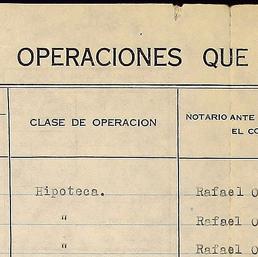 OPERACIONES QUE
CLASE DE OPERACION
NOTARIO ANTE
EL
Hipoteca. Rafael
" Rafael
" Rafael